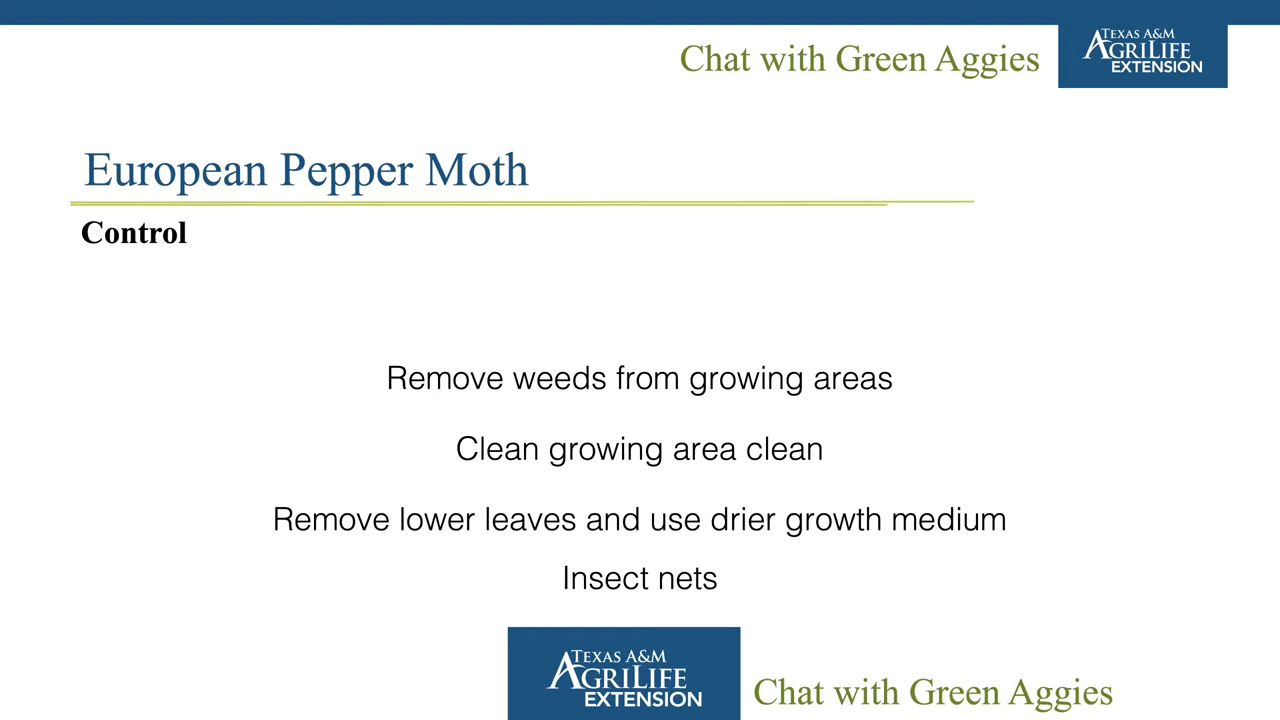 Chat with Green Aggies
TEXAS A&M
AGRILIFE
EXTENSION
European Pepper Moth
Control
Remove weeds from growing areas
Clean growing area clean
Remove lower leaves and use drier growth medium
Insect nets
TEXAS A&M
AGRILIFE
EXTENSION
Chat with Green Aggies